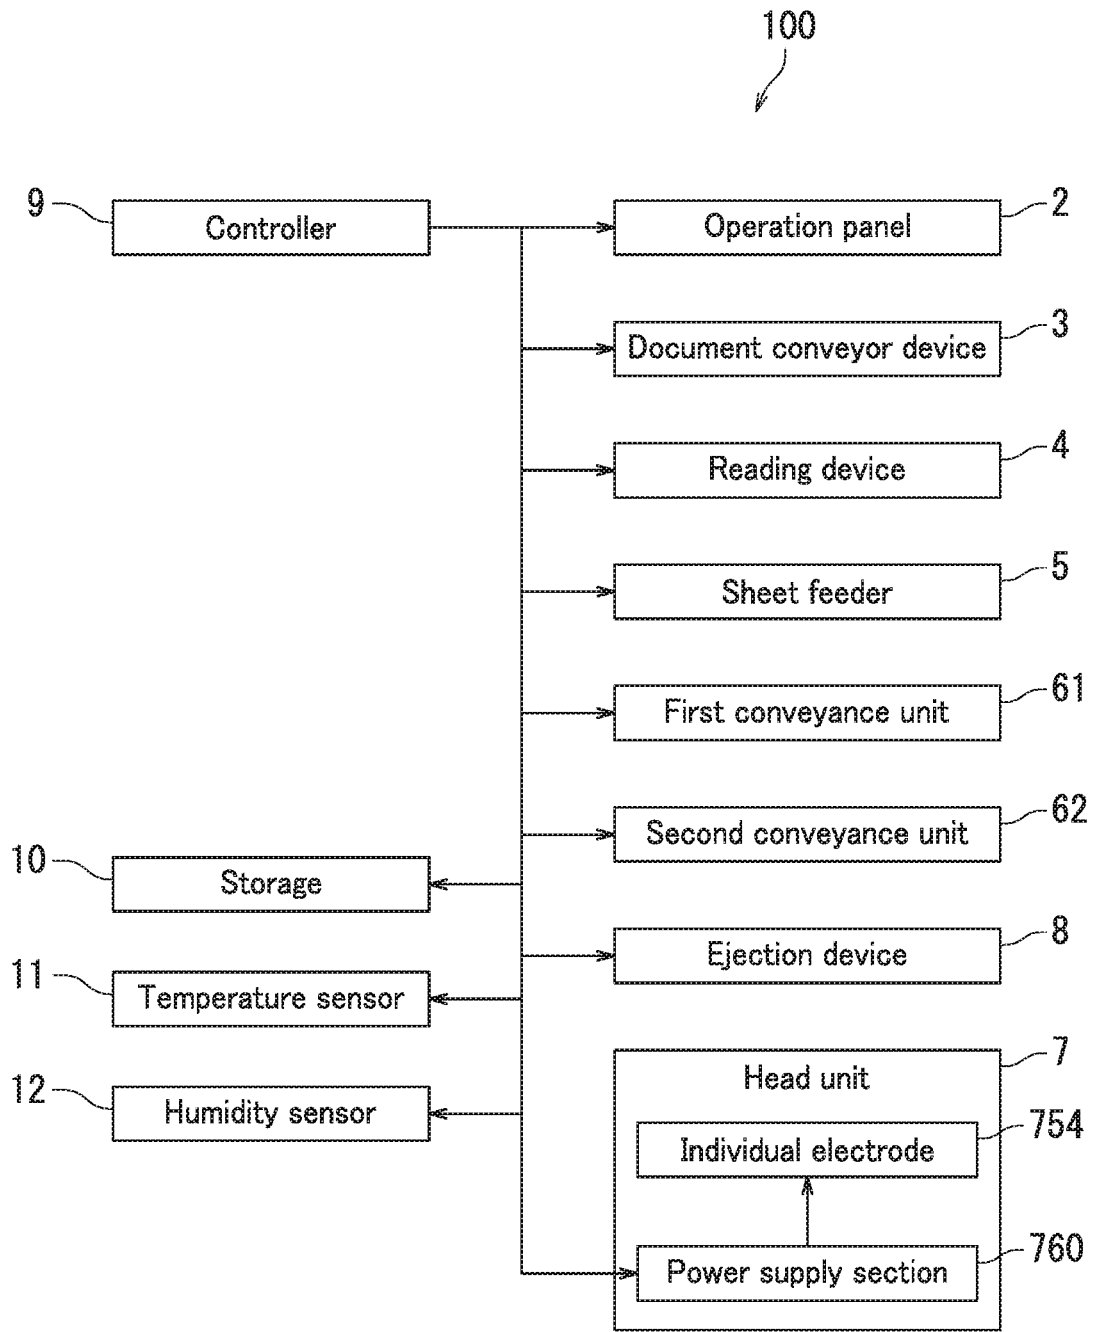 100
9
Controller
2
Operation panel
3
Document conveyor device
4
Reading device
5
Sheet feeder
61
First conveyance unit
62
Second conveyance unit
10
Storage
8
Ejection device
11
Temperature sensor
7
Head unit
12
Humidity sensor
754
Individual electrode
760
Power supply section